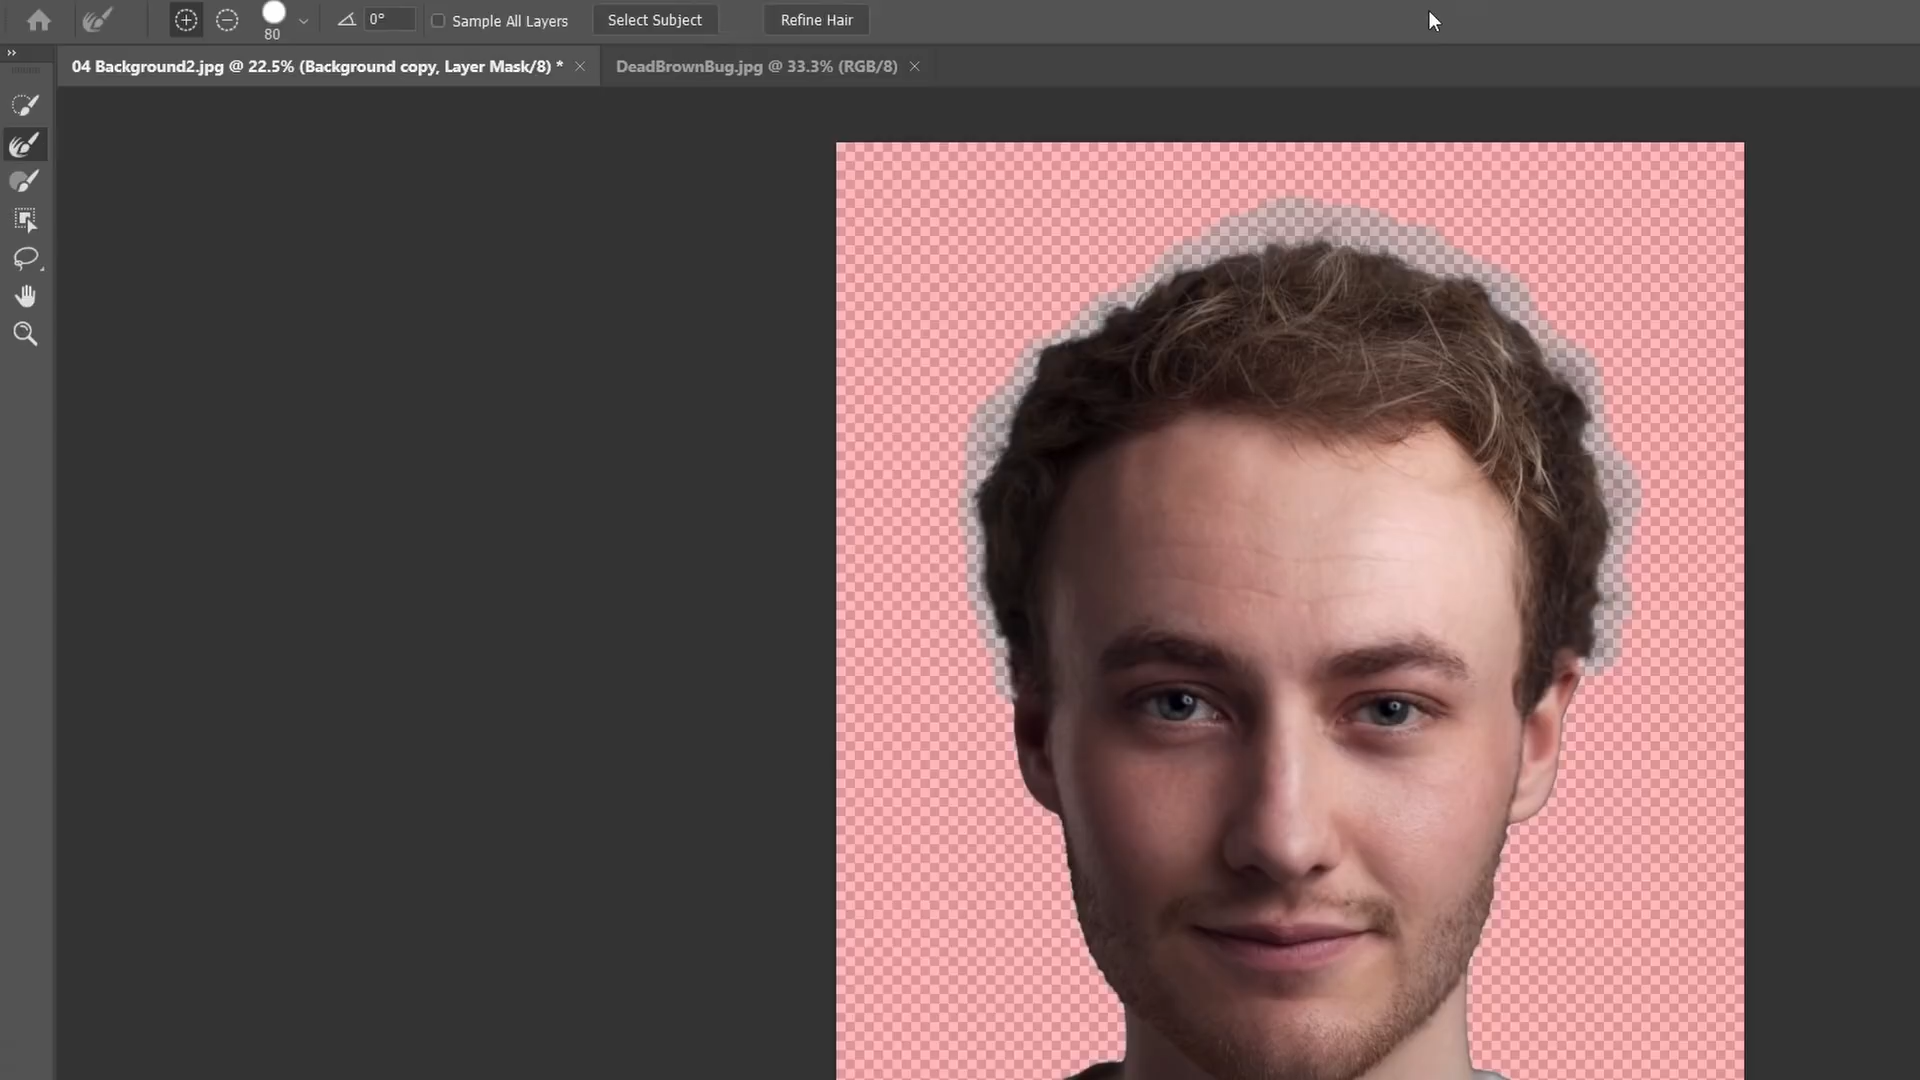 80
0°
Sample All Layers
Select Subject
Refine Hair
04 Background2.jpg @ 22.5% (Background copy, Layer Mask/8) *
DeadBrownBug.jpg @ 33.3% (RGB/8)